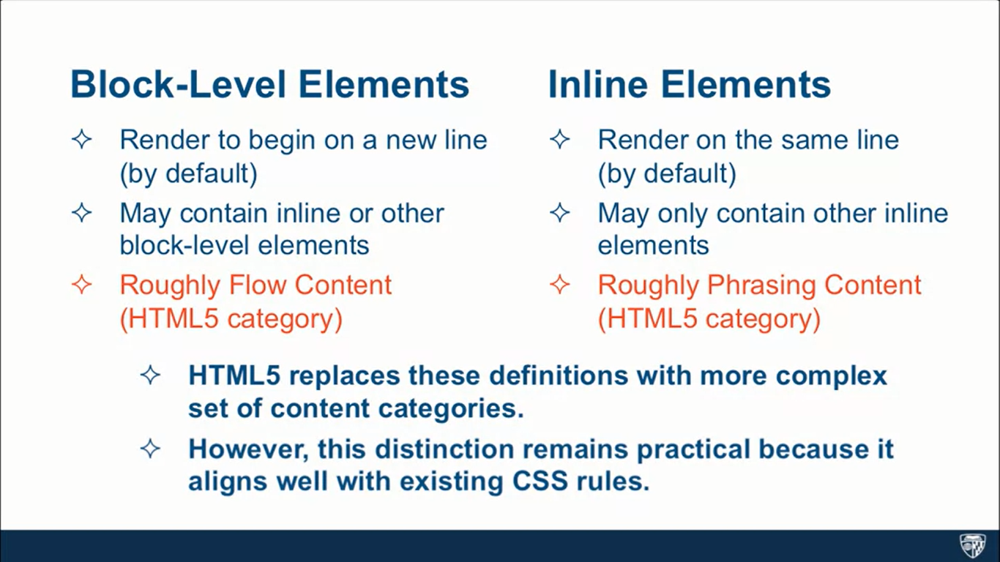 Block-Level Elements
Render to begin on a new line
(by default)
May contain inline or other
block-level elements
Roughly Flow Content
(HTML5 category)
Inline Elements
Render on the same line
(by default)
May only contain other inline
elements
Roughly Phrasing Content
(HTML5 category)
HTML5 replaces these definitions with more complex
set of content categories.
However, this distinction remains practical because it
aligns well with existing CSS rules.